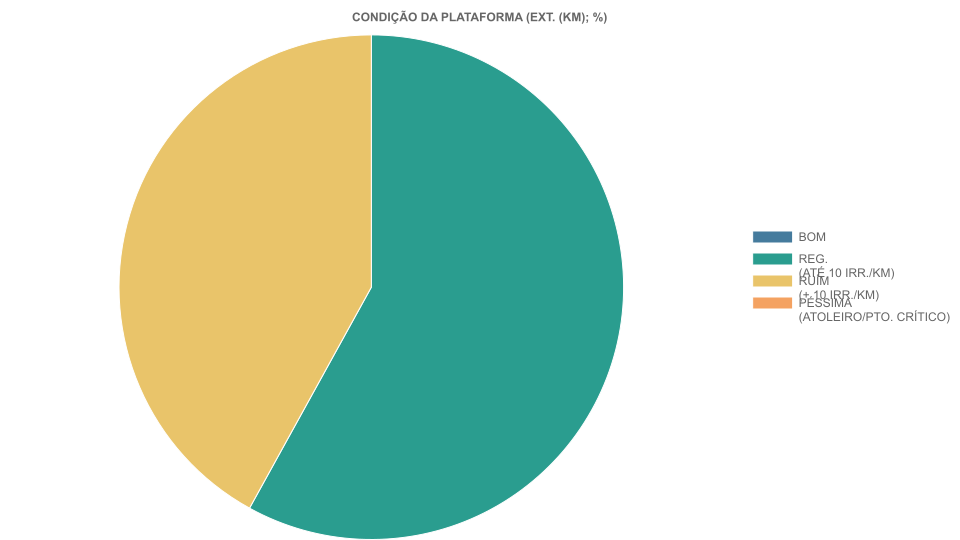 CONDIÇÃO DA PLATAFORMA (EXT. (KM); %)
BOM
REG.
(ATÉ 10 IRR./KM)
RUIM
(+ 10 IRR./KM)
PÉSSIMA
(ATOLEIRO/PTO. CRÍTICO)